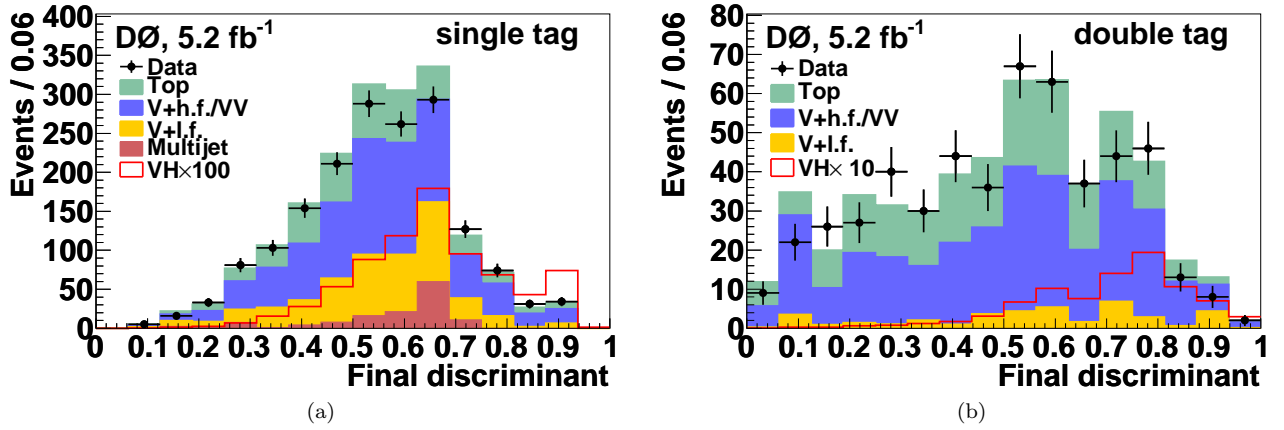 DØ, 5.2 fb⁻¹
single tag
Data
Top
V+h.f./VV
V+l.f.
Multijet
VH×100
Events / 0.06
400
350
300
250
200
150
100
50
0
0 0.1 0.2 0.3 0.4 0.5 0.6 0.7 0.8 0.9 1
Final discriminant
(a)
DØ, 5.2 fb⁻¹
double tag
Data
Top
V+h.f./VV
V+l.f.
VH× 10
Events / 0.06
80
70
60
50
40
30
20
10
0
0 0.1 0.2 0.3 0.4 0.5 0.6 0.7 0.8 0.9 1
Final discriminant
(b)